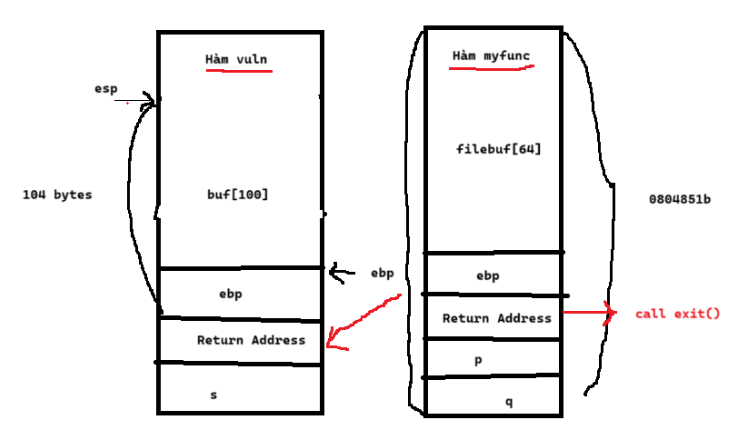 Hàm vuln
esp
104 bytes
buf[100]
ebp
ebp
Return Address
s
Hàm myfunc
filebuf[64]
0804851b
ebp
Return Address
call exit()
p
q